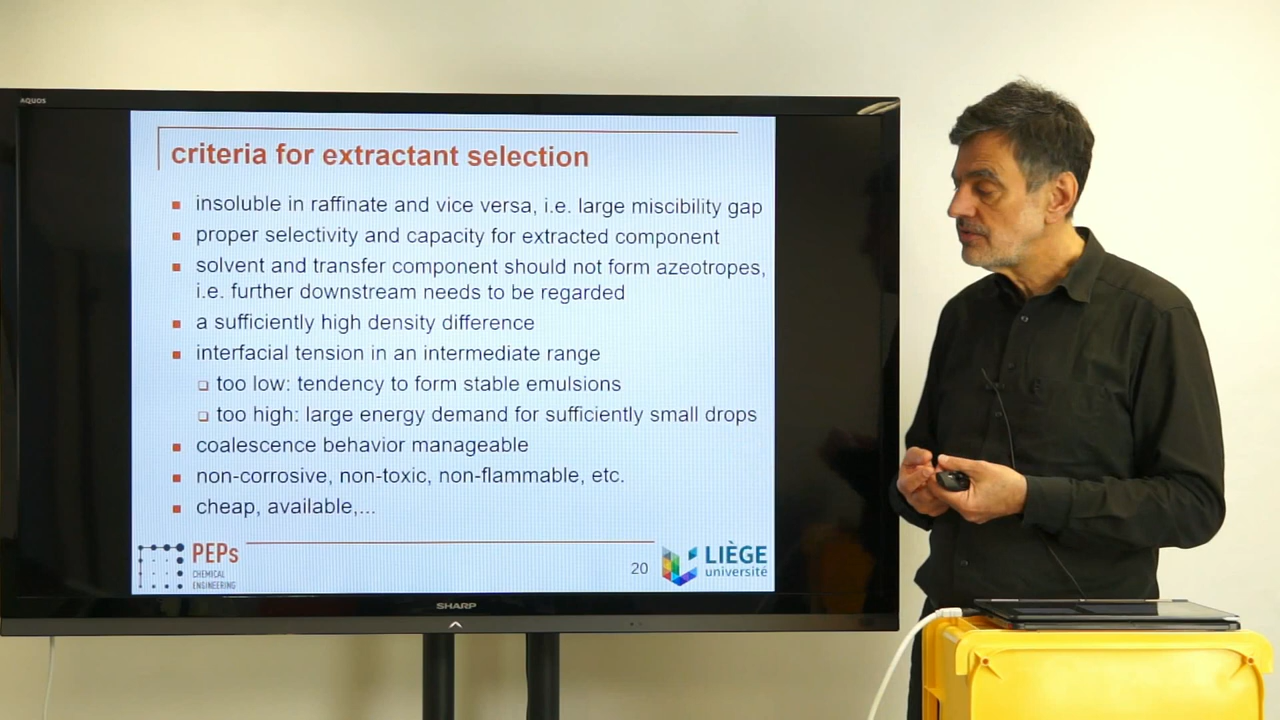 AQUOS
criteria for extractant selection
insoluble in raffinate and vice versa, i.e. large miscibility gap
proper selectivity and capacity for extracted component
solvent and transfer component should not form azeotropes,
i.e. further downstream needs to be regarded
a sufficiently high density difference
interfacial tension in an intermediate range
too low: tendency to form stable emulsions
too high: large energy demand for sufficiently small drops
coalescence behavior manageable
non-corrosive, non-toxic, non-flammable, etc.
cheap, available,...
PEPs
CHEMICAL
ENGINEERING
20
LIÈGE
université
SHARP